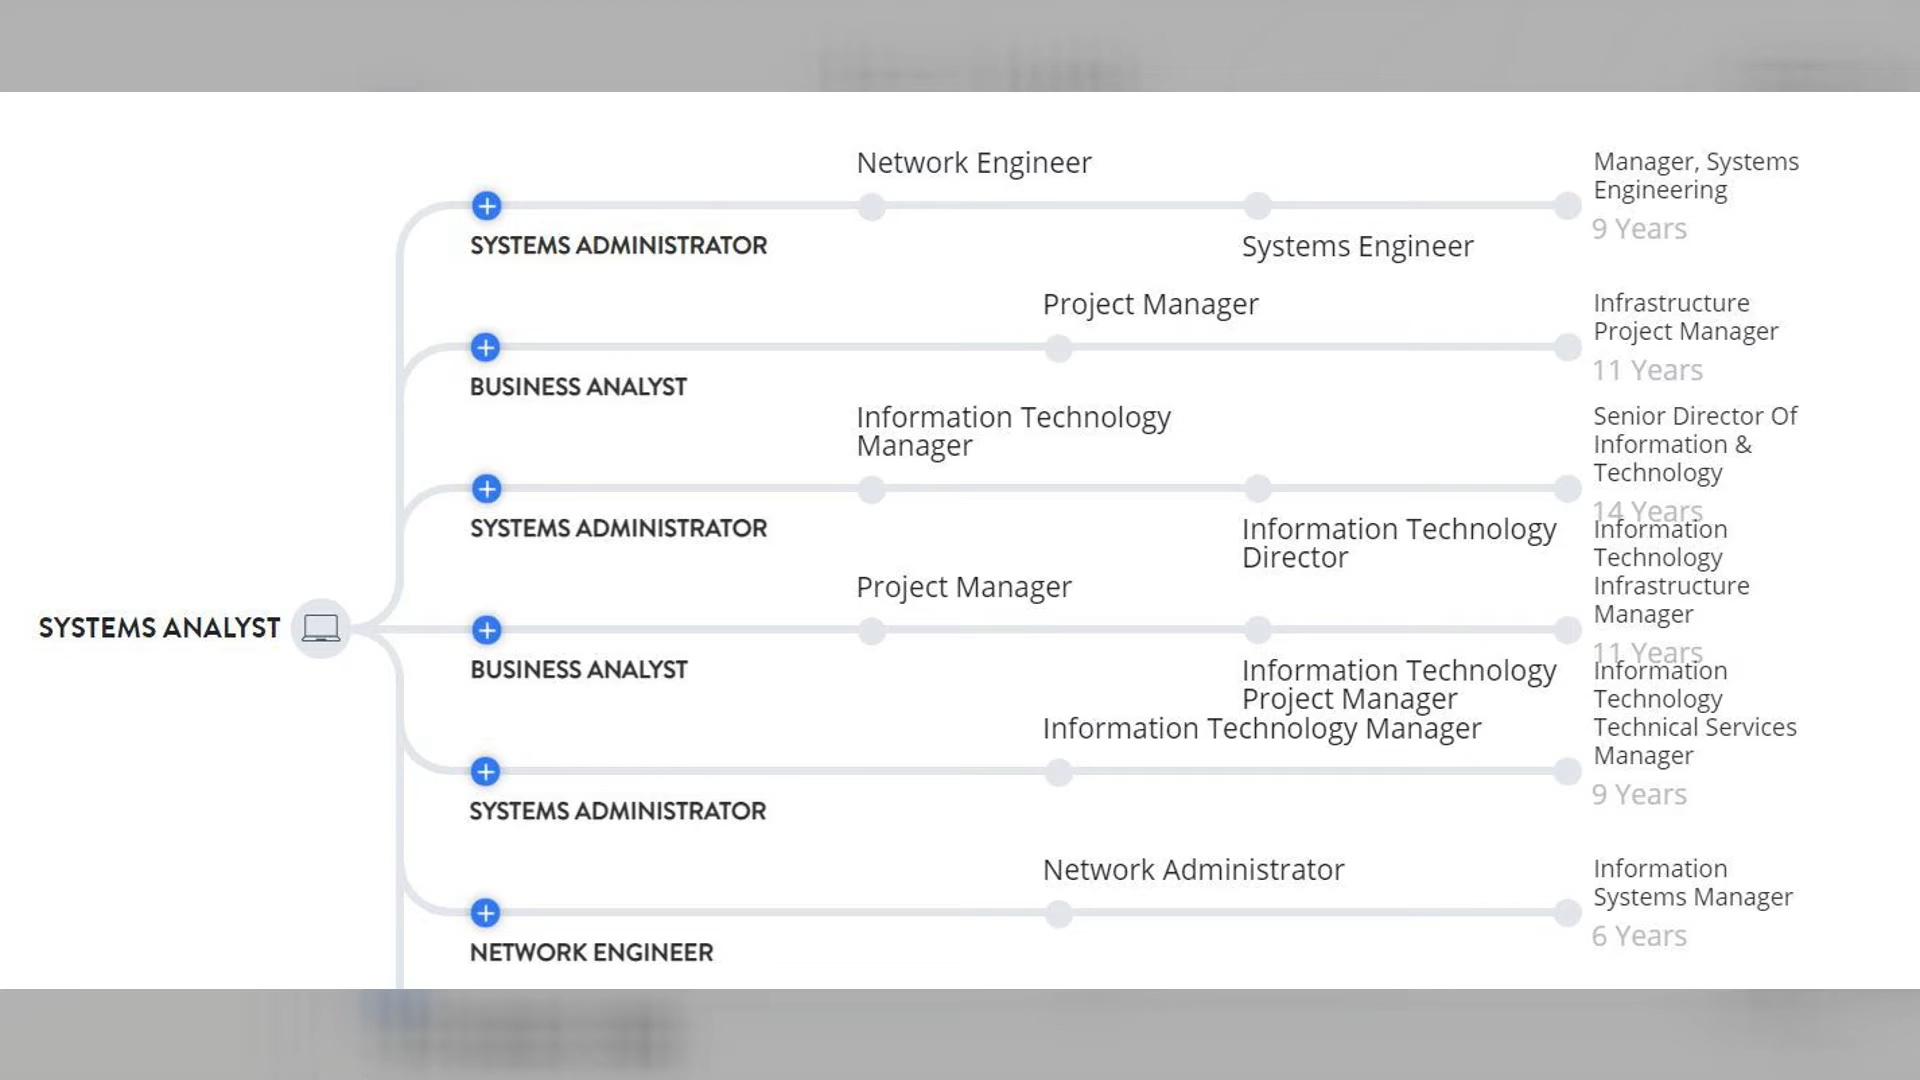 Network Engineer
Manager, Systems
Engineering
9 Years
SYSTEMS ADMINISTRATOR
Systems Engineer
Project Manager
Infrastructure
Project Manager
11 Years
BUSINESS ANALYST
Information Technology
Manager
Senior Director Of
Information &
Technology
14 Years
SYSTEMS ADMINISTRATOR
Information Technology
Director
Project Manager
Information
Technology
Infrastructure
Manager
11 Years
SYSTEMS ANALYST
BUSINESS ANALYST
Information Technology
Project Manager
Information Technology Manager
Information
Technology
Technical Services
Manager
9 Years
SYSTEMS ADMINISTRATOR
Network Administrator
Information
Systems Manager
6 Years
NETWORK ENGINEER